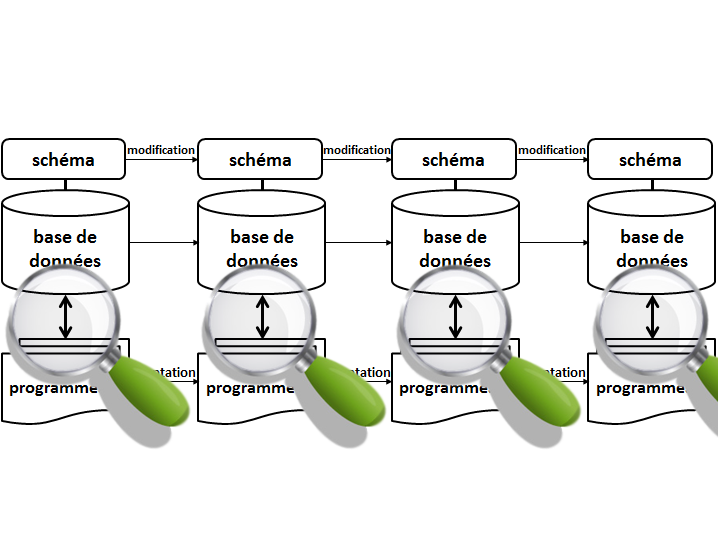 modification modification modification
schéma schéma schéma schéma
base de base de base de base de
données données données données
programme programme programme programme